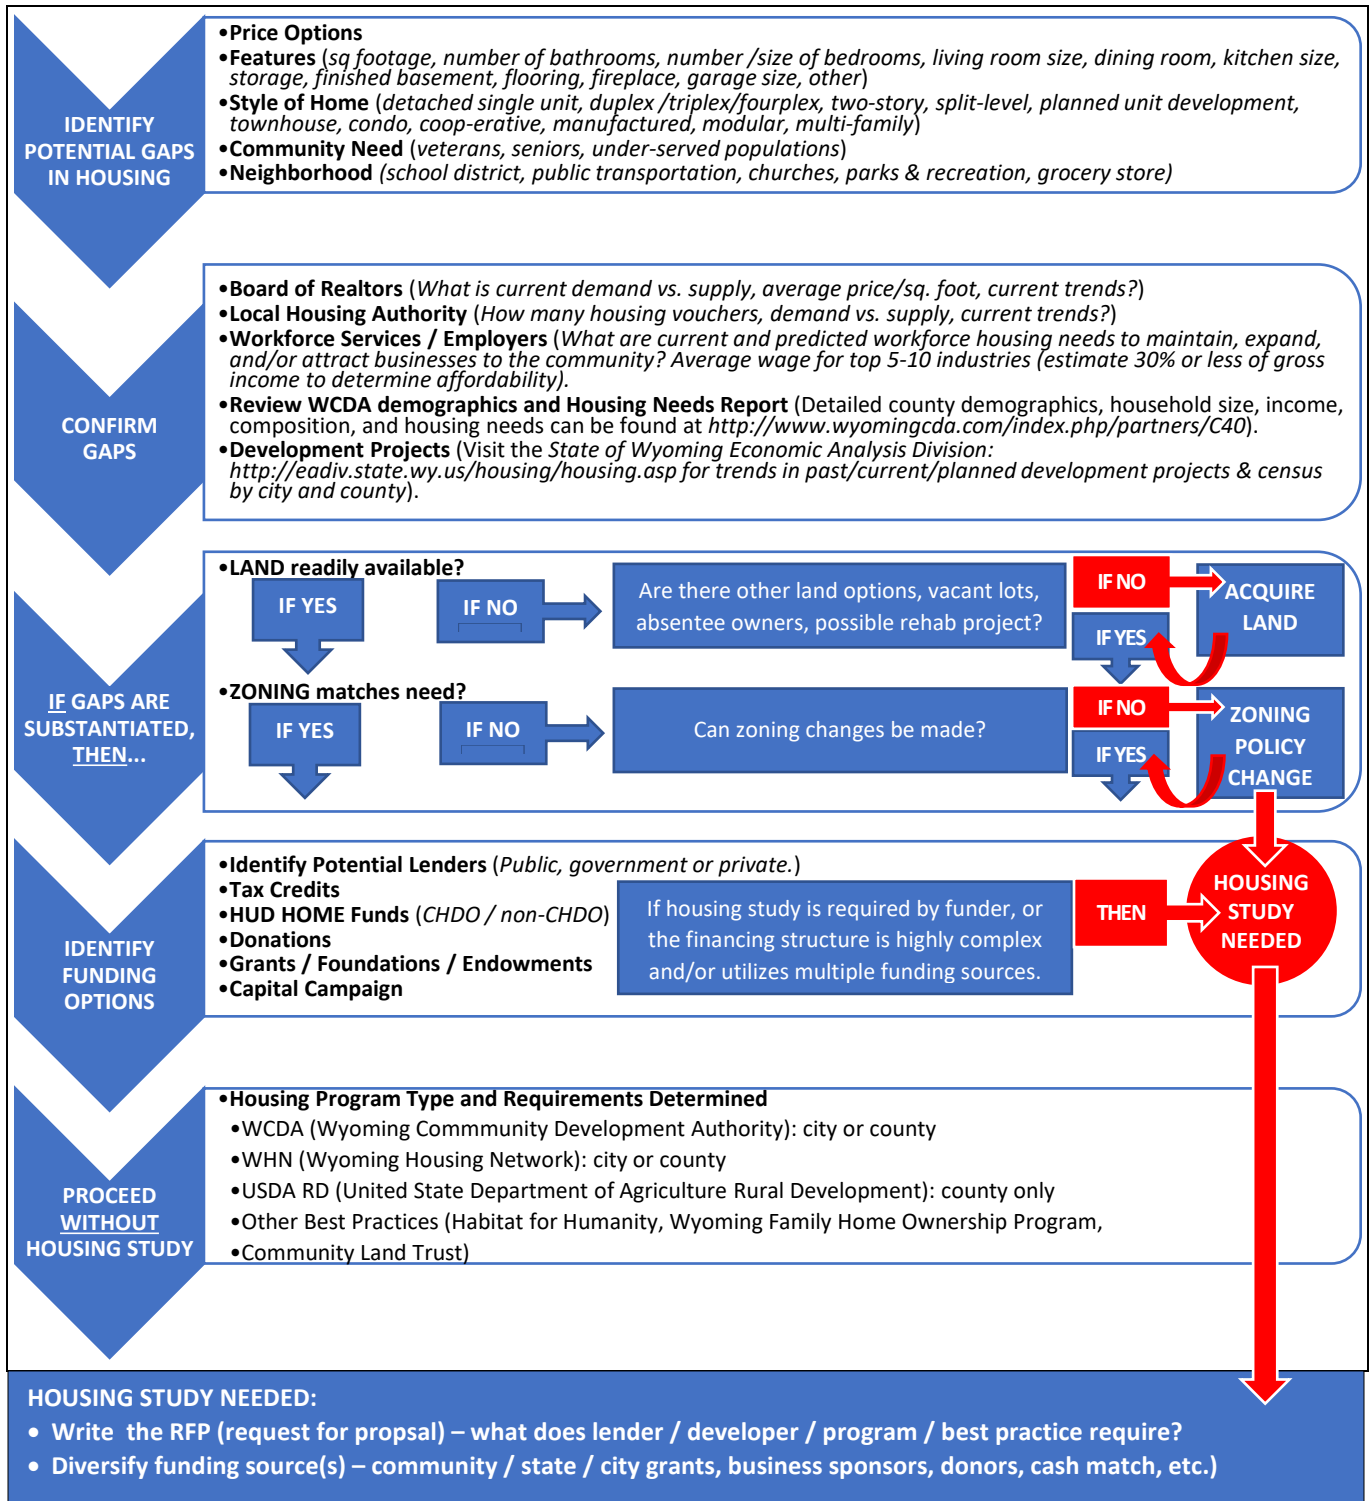 IDENTIFY
POTENTIAL GAPS
IN HOUSING
•Price Options
•Features (sq footage, number of bathrooms, number /size of bedrooms, living room size, dining room, kitchen size,
storage, finished basement, flooring, fireplace, garage size, other)
•Style of Home (detached single unit, duplex /triplex/fourplex, two-story, split-level, planned unit development,
townhouse, condo, coop-erative, manufactured, modular, multi-family)
•Community Need (veterans, seniors, under-served populations)
•Neighborhood (school district, public transportation, churches, parks & recreation, grocery store)
CONFIRM
GAPS
•Board of Realtors (What is current demand vs. supply, average price/sq. foot, current trends?)
•Local Housing Authority (How many housing vouchers, demand vs. supply, current trends?)
•Workforce Services / Employers (What are current and predicted workforce housing needs to maintain, expand,
and/or attract businesses to the community? Average wage for top 5-10 industries (estimate 30% or less of gross
income to determine affordability).
•Review WCDA demographics and Housing Needs Report (Detailed county demographics, household size, income,
composition, and housing needs can be found at http://www.wyomingcda.com/index.php/partners/C40).
•Development Projects (Visit the State of Wyoming Economic Analysis Division:
http://eadiv.state.wy.us/housing/housing.asp for trends in past/current/planned development projects & census
by city and county).
IF GAPS ARE
SUBSTANTIATED,
THEN...
•LAND readily available?
IF YES
IF NO
Are there other land options, vacant lots,
absentee owners, possible rehab project?
IF NO
IF YES
ACQUIRE
LAND
•ZONING matches need?
IF YES
IF NO
Can zoning changes be made?
IF NO
IF YES
ZONING
POLICY
CHANGE
IDENTIFY
FUNDING
OPTIONS
•Identify Potential Lenders (Public, government or private.)
•Tax Credits
•HUD HOME Funds (CHDO / non-CHDO)
•Donations
•Grants / Foundations / Endowments
•Capital Campaign
If housing study is required by funder, or
the financing structure is highly complex
and/or utilizes multiple funding sources.
THEN
HOUSING
STUDY
NEEDED
PROCEED
WITHOUT
HOUSING STUDY
•Housing Program Type and Requirements Determined
•WCDA (Wyoming Commmunity Development Authority): city or county
•WHN (Wyoming Housing Network): city or county
•USDA RD (United State Department of Agriculture Rural Development): county only
•Other Best Practices (Habitat for Humanity, Wyoming Family Home Ownership Program,
•Community Land Trust)
HOUSING STUDY NEEDED:
• Write the RFP (request for propsal) – what does lender / developer / program / best practice require?
• Diversify funding source(s) – community / state / city grants, business sponsors, donors, cash match, etc.)